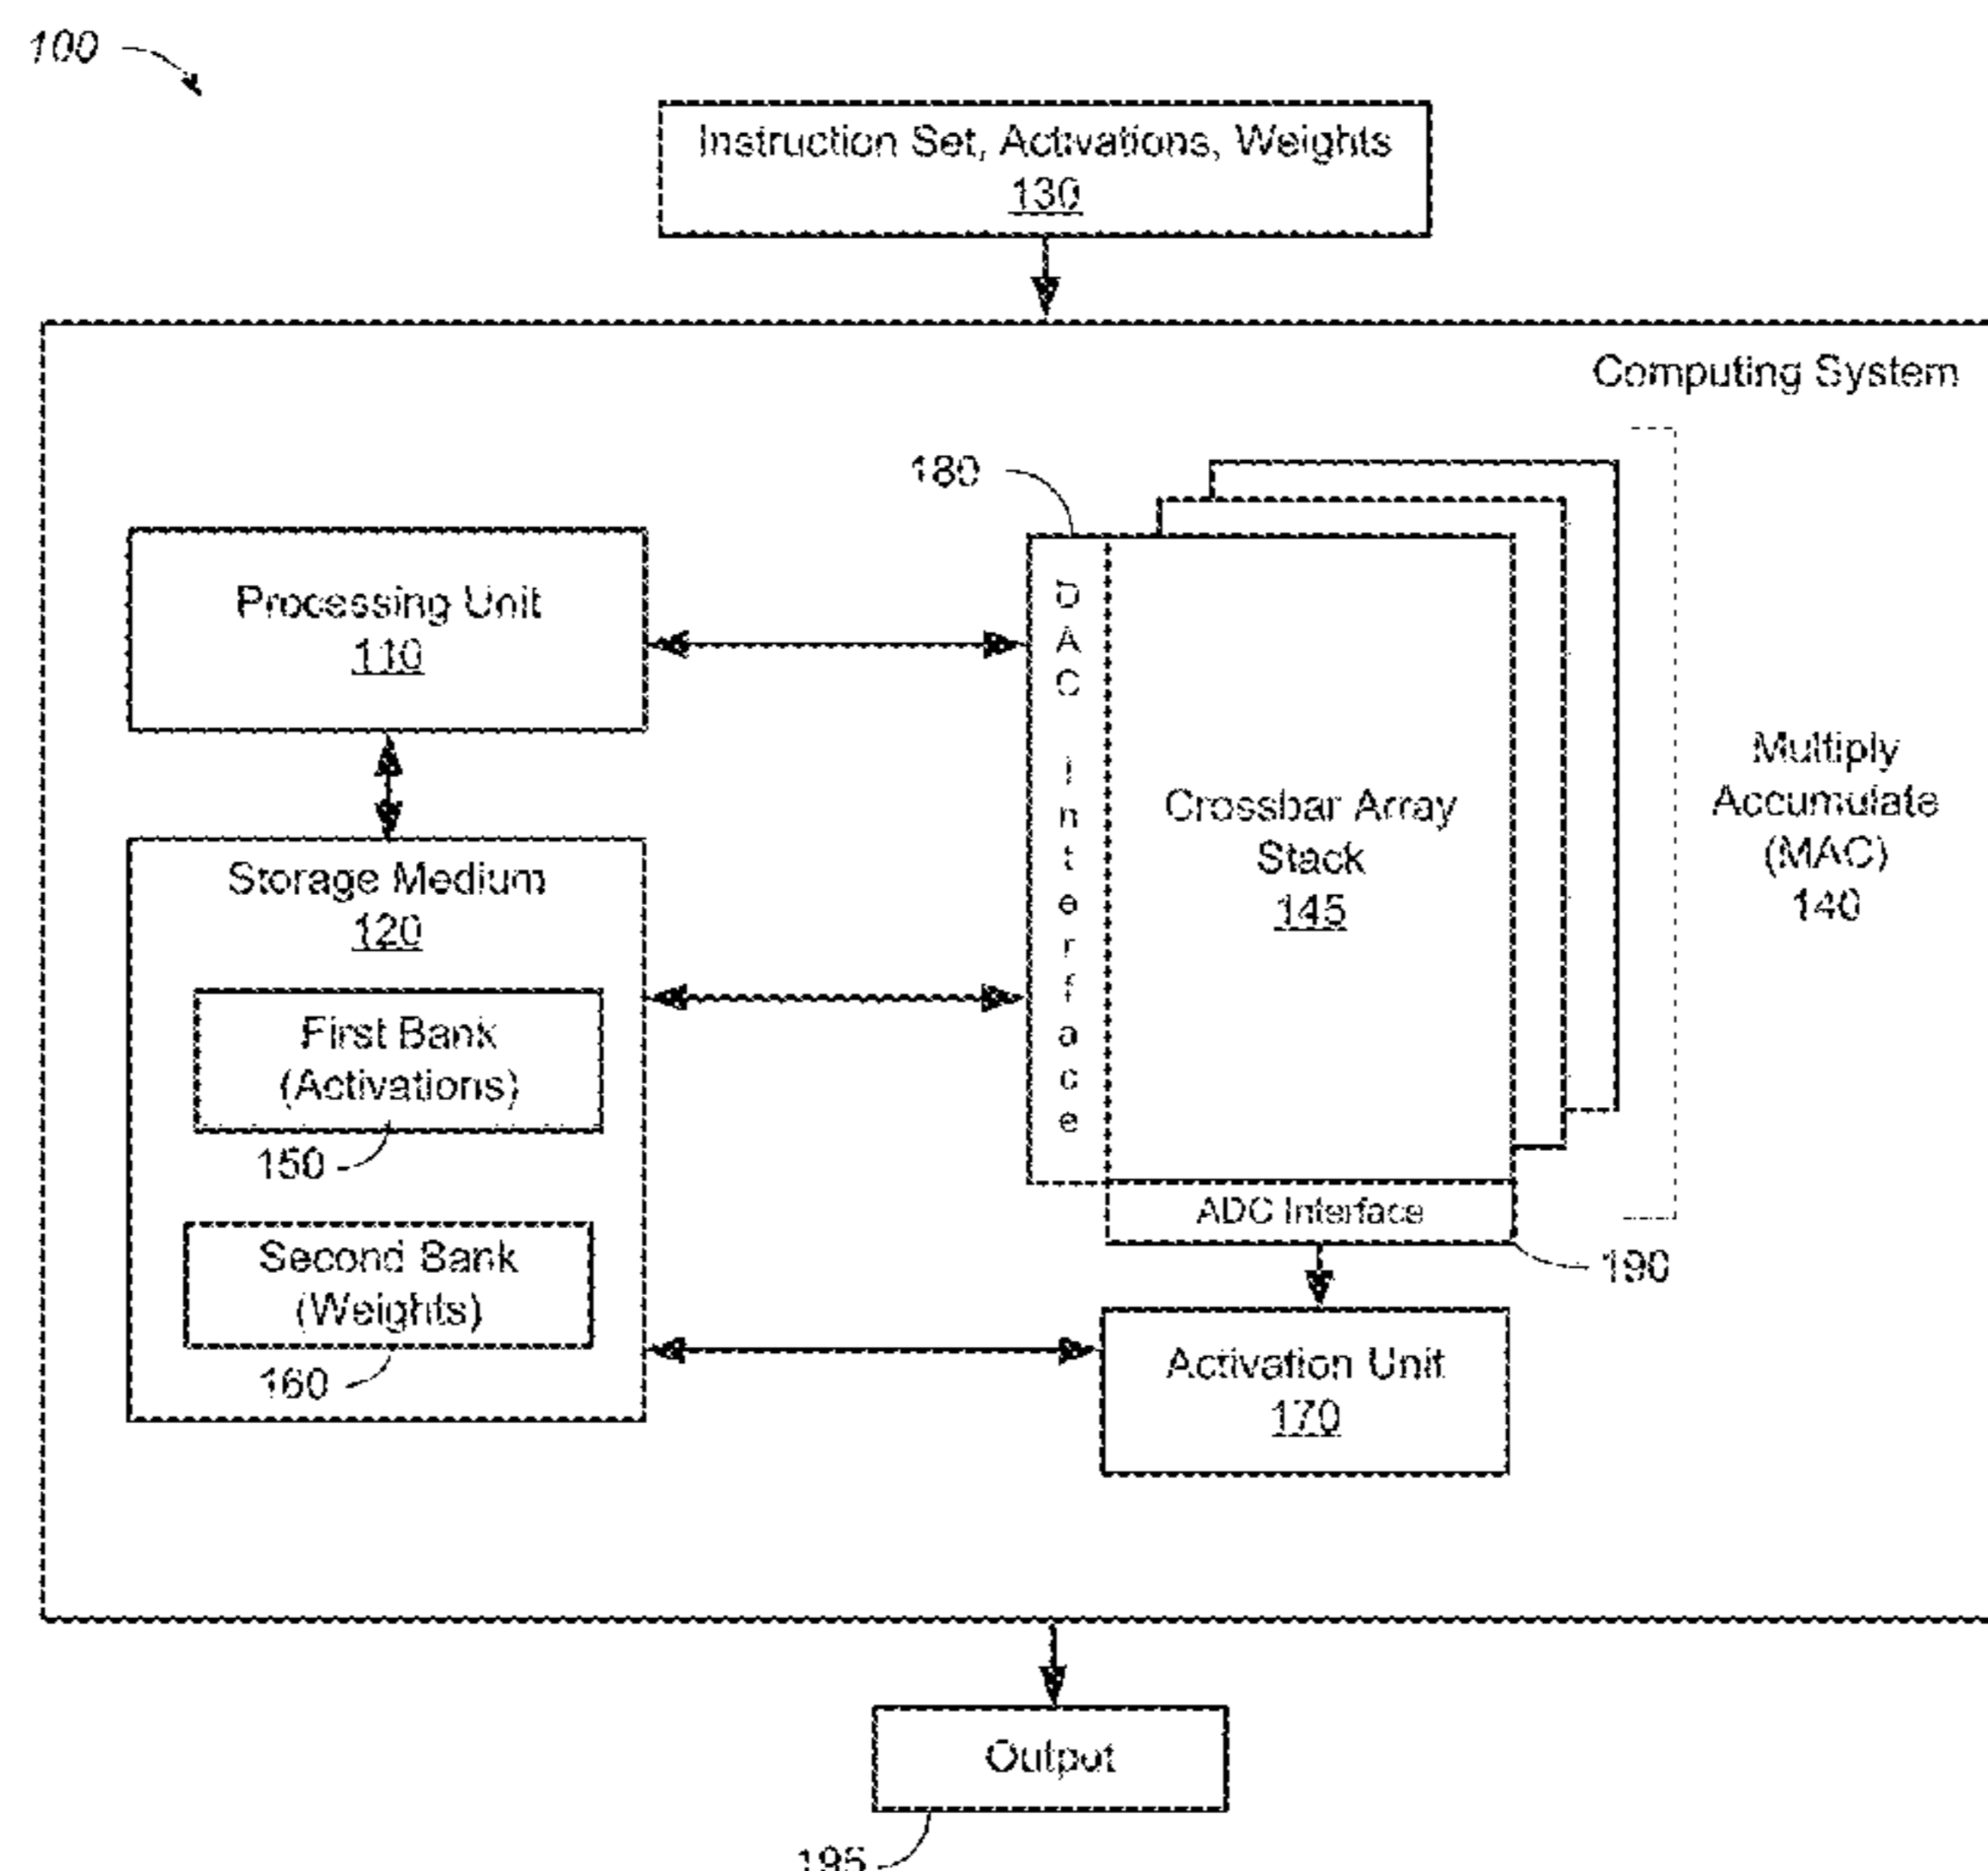 100
Instruction Set, Activations, Weights
130
Computing System
180
Processing Unit
110
DAC Interface
Crossbar Array
Stack
145
Multiply
Accumulate
(MAC)
140
Storage Medium
120
First Bank
(Activations)
150
ADC Interface
190
Second Bank
(Weights)
160
Activation Unit
170
Output
195